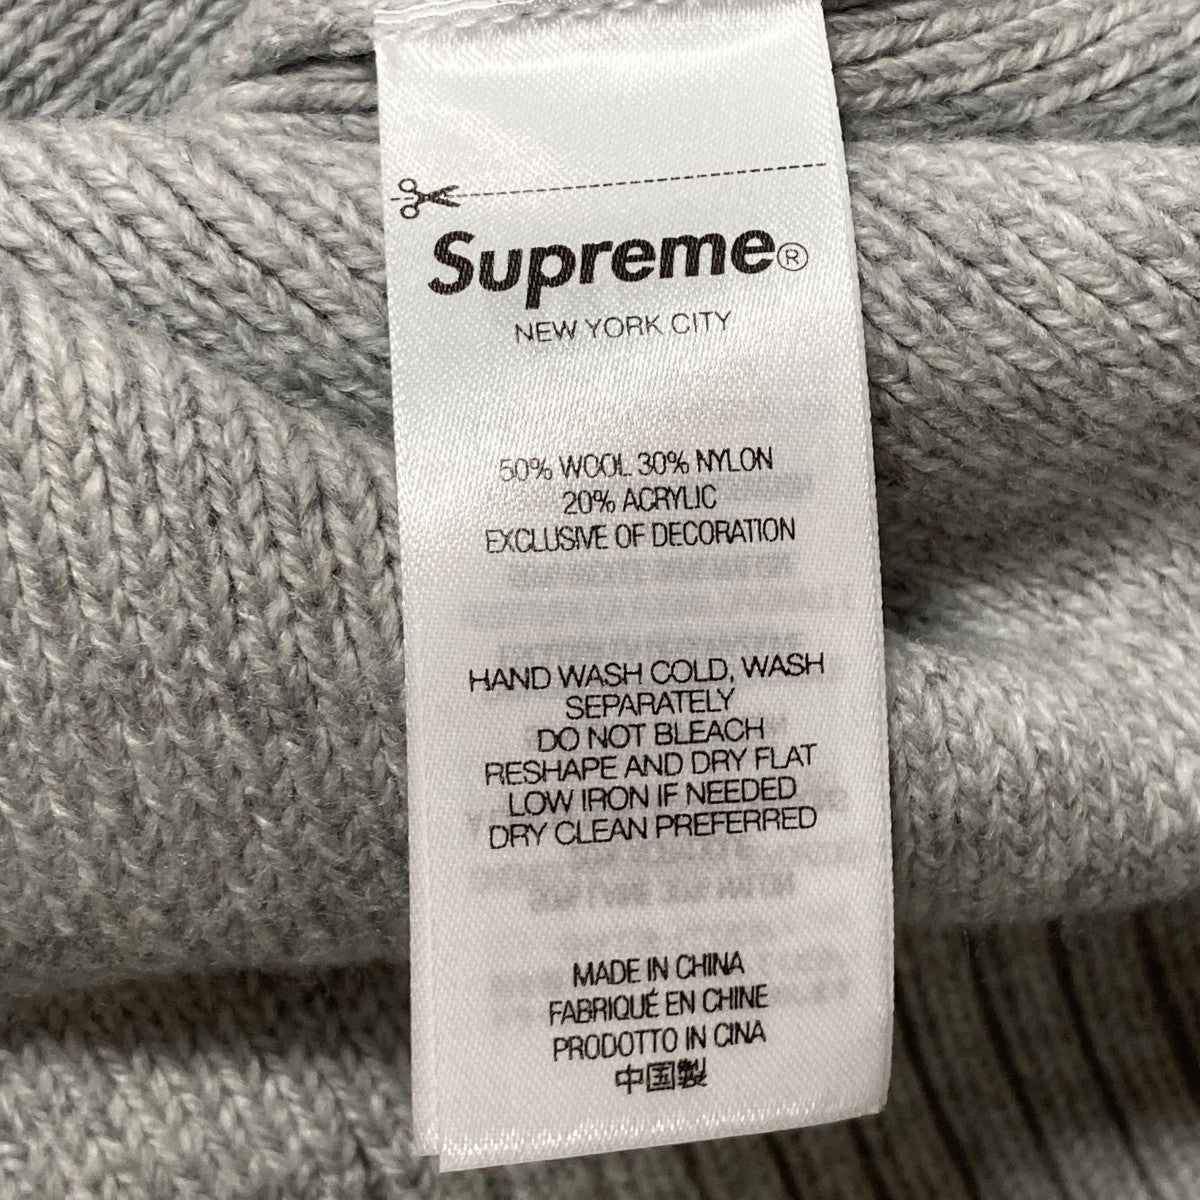 Supreme®
NEW YORK CITY
50% WOOL 30% NYLON
20% ACRYLIC
EXCLUSIVE OF DECORATION
HAND WASH COLD, WASH
SEPARATELY
DO NOT BLEACH
RESHAPE AND DRY FLAT
LOW IRON IF NEEDED
DRY CLEAN PREFERRED
MADE IN CHINA
FABRIQUÉ EN CHINE
PRODOTTO IN CINA
中国製